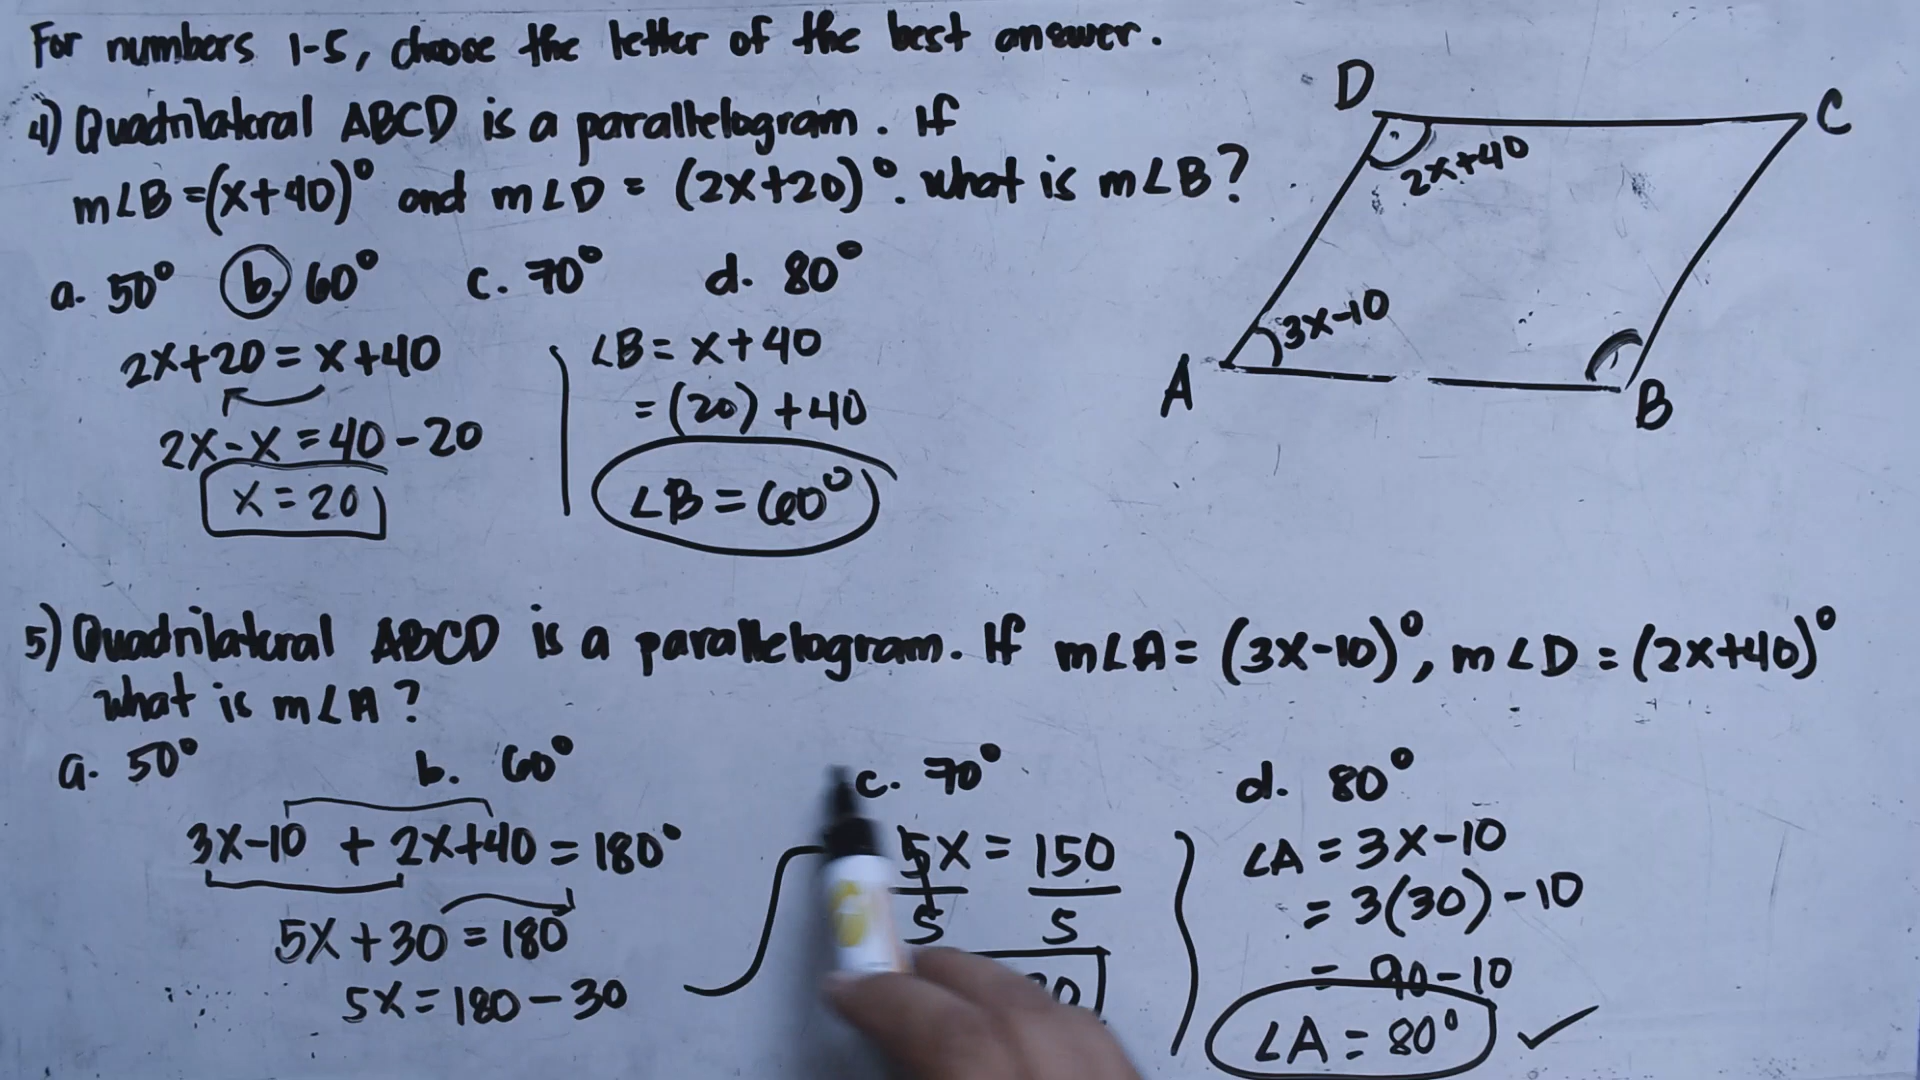 For numbers 1-5, choose the letter of the best answer.
4) Quadrilateral ABCD is a parallelogram. If
m∠B = (x+40)° and m∠D = (2x+20)°. what is m∠B?
a. 50° b. 60° c. 70° d. 80°
2x+20 = x+40
2x-x = 40-20
x = 20
∠B = x+40
= (20) +40
∠B = 60°
D
C
2x+40
3x-10
A
B
5) Quadrilateral ABCD is a parallelogram. If m∠A = (3x-10)°, m∠D = (2x+40)°
what is m∠A?
a. 50° b. 60° c. 70° d. 80°
3x-10 + 2x+40 = 180°
5x+30 = 180
5x = 180-30
5x = 150
5 5
∠A = 3x-10
= 3(30)-10
= 90-10
∠A = 80°